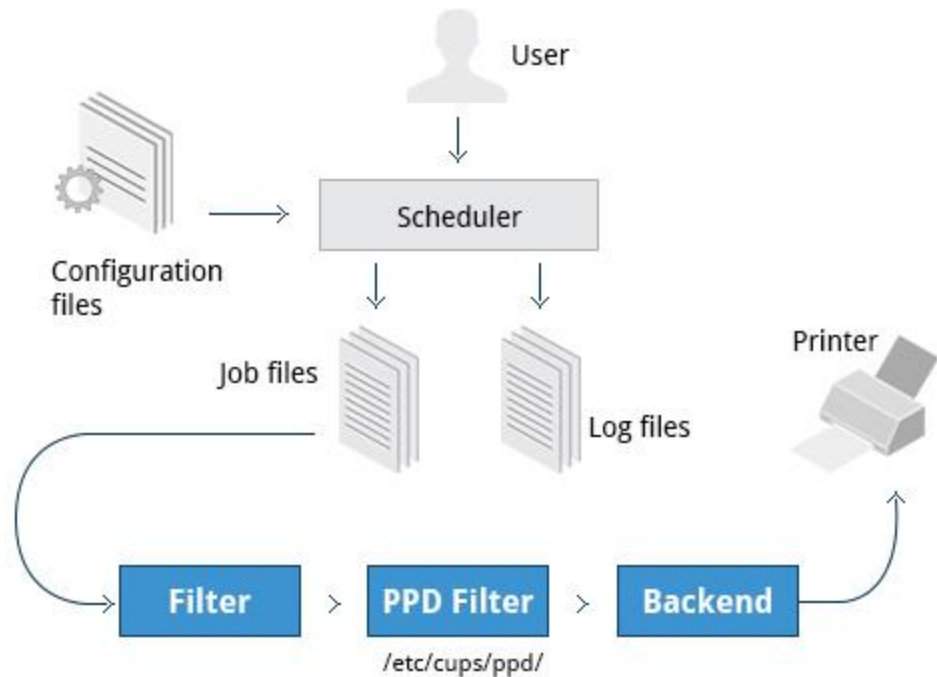 User
Scheduler
Configuration
files
Job files
Log files
Printer
Filter
PPD Filter
Backend
/etc/cups/ppd/